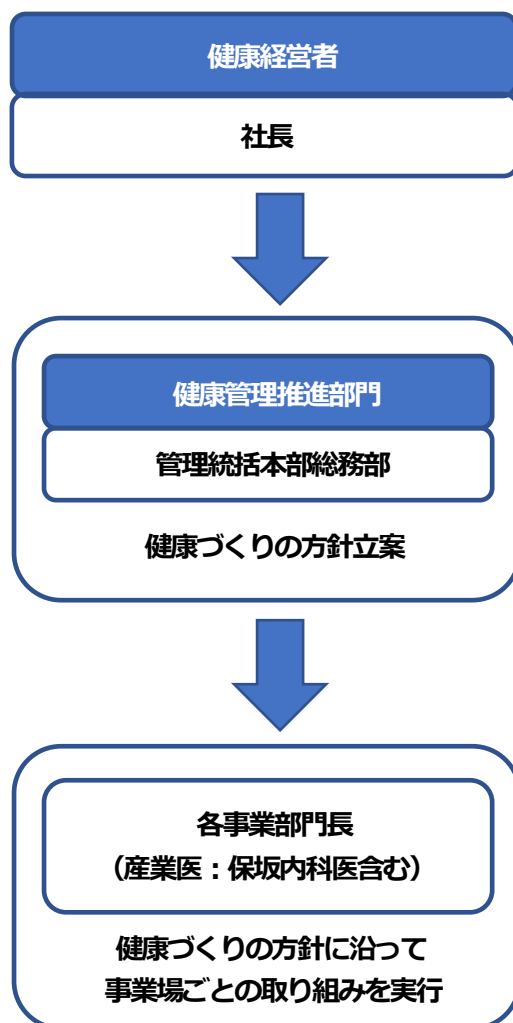 健康経営者
社長
健康管理推進部門
管理統括本部総務部
健康づくりの方針立案
各事業部門長
(産業医:保坂内科医含む)
健康づくりの方針に沿って
事業場ごとの取り組みを実行